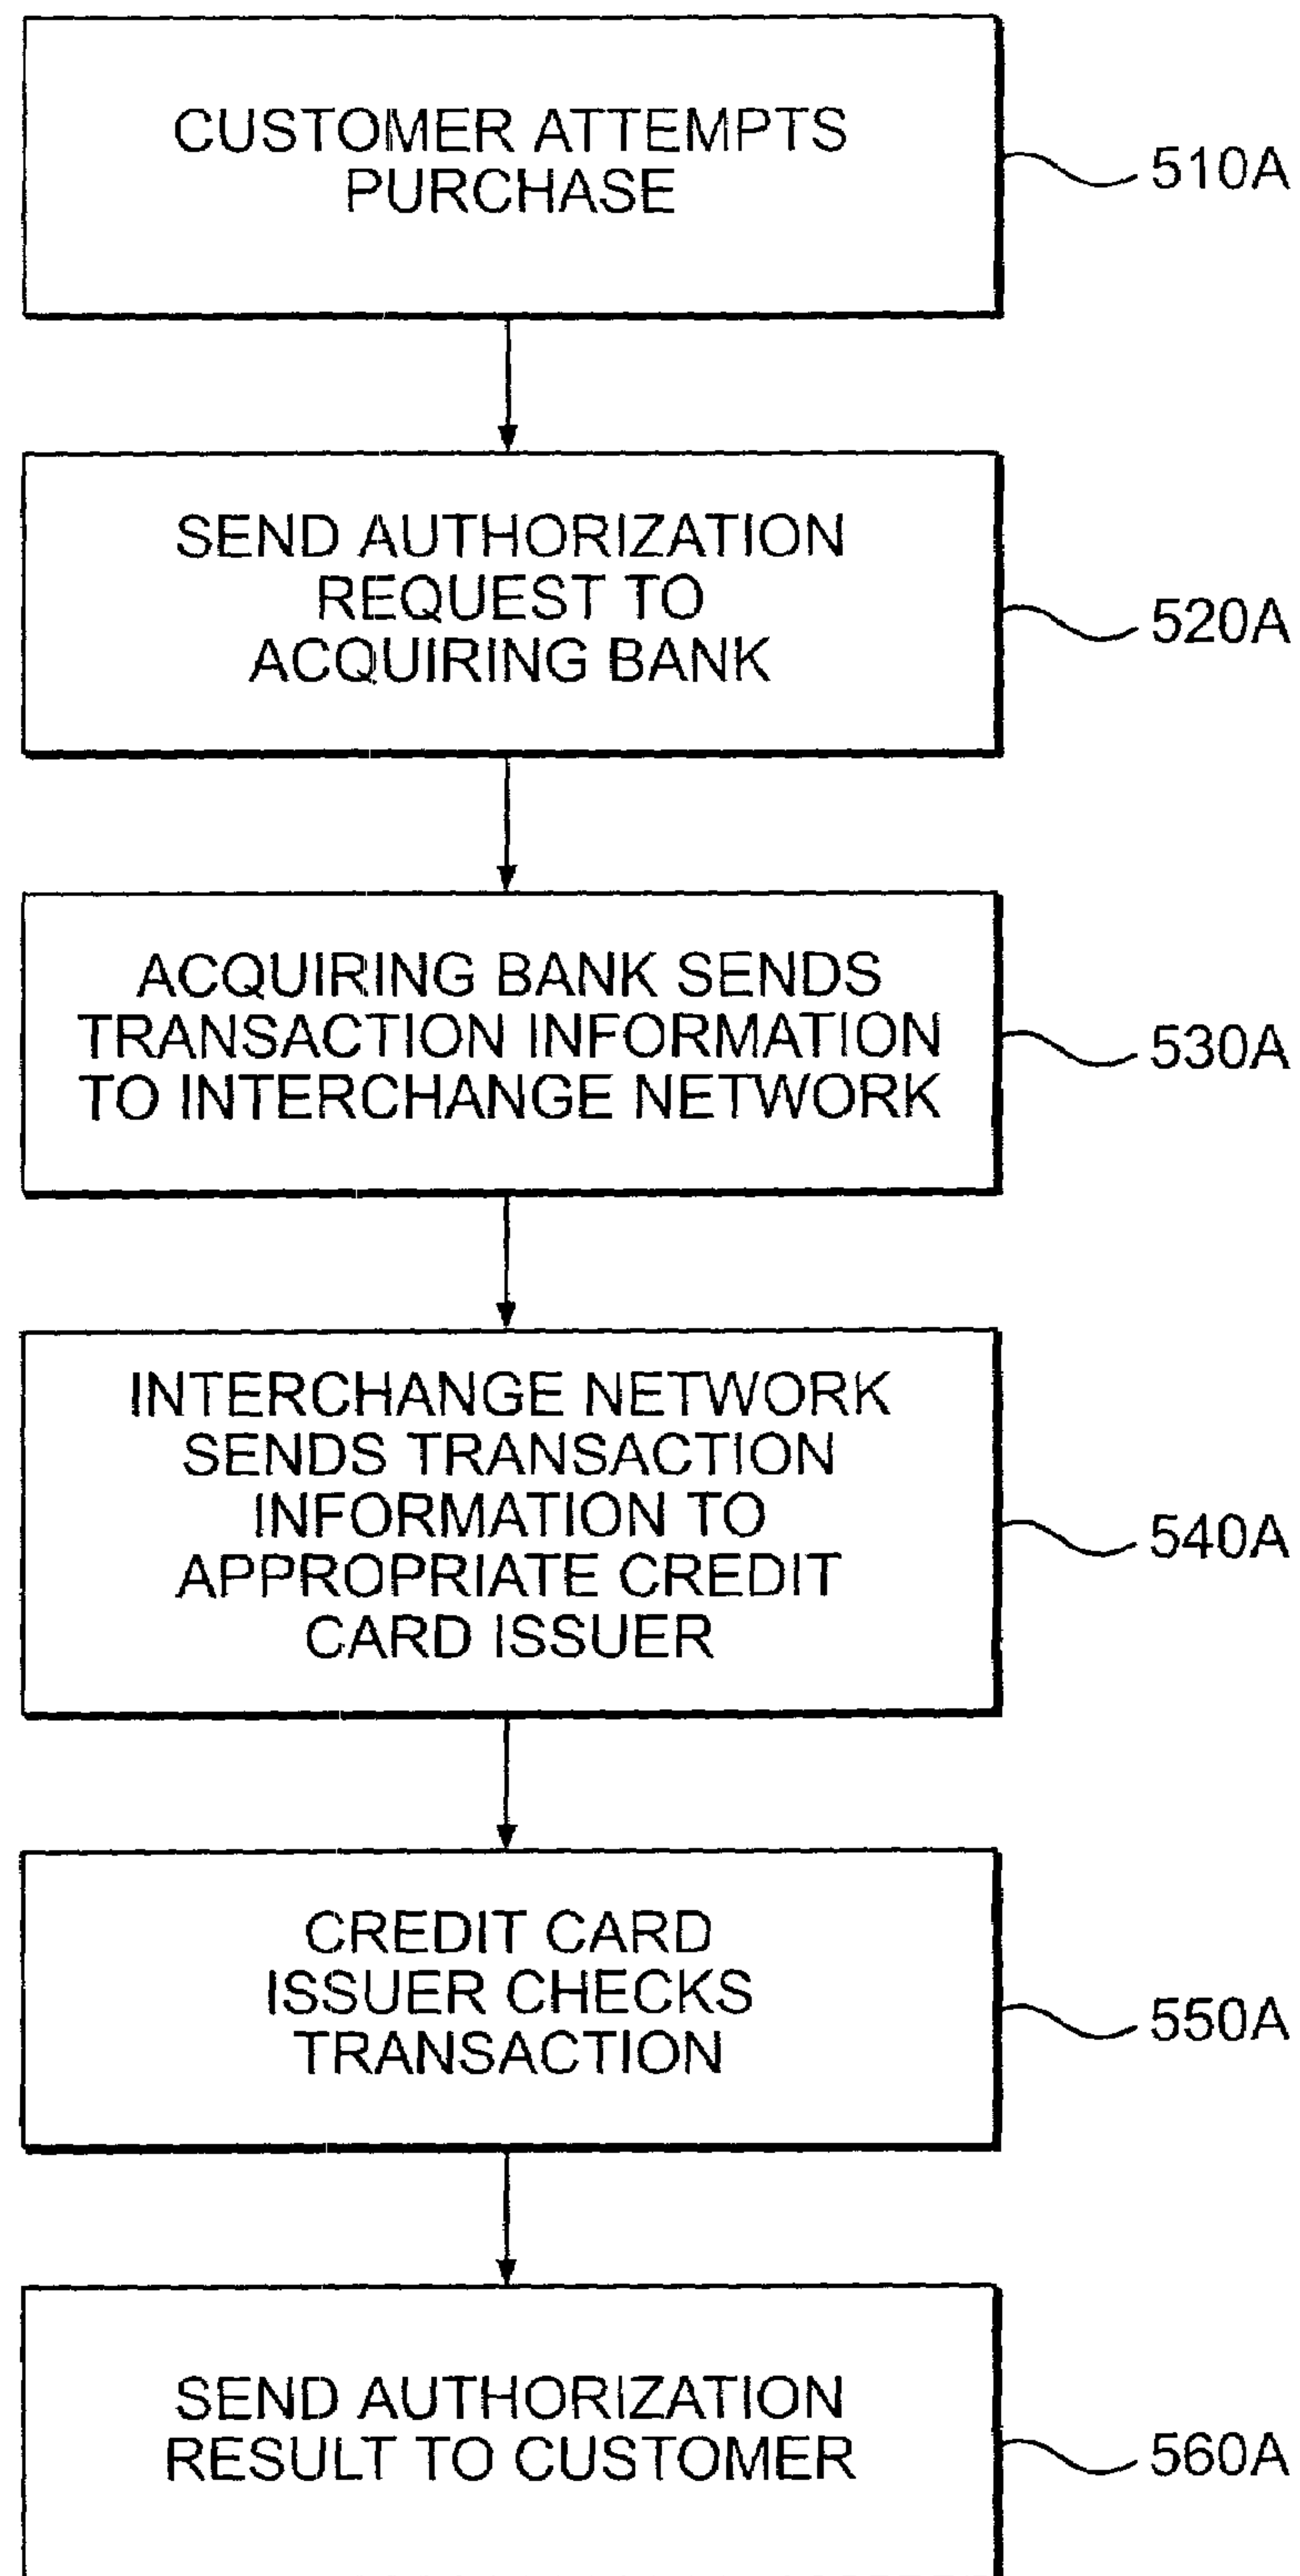 CUSTOMER ATTEMPTS
PURCHASE
510A
SEND AUTHORIZATION
REQUEST TO
ACQUIRING BANK
520A
ACQUIRING BANK SENDS
TRANSACTION INFORMATION
TO INTERCHANGE NETWORK
530A
INTERCHANGE NETWORK
SENDS TRANSACTION
INFORMATION TO
APPROPRIATE CREDIT
CARD ISSUER
540A
CREDIT CARD
ISSUER CHECKS
TRANSACTION
550A
SEND AUTHORIZATION
RESULT TO CUSTOMER
560A